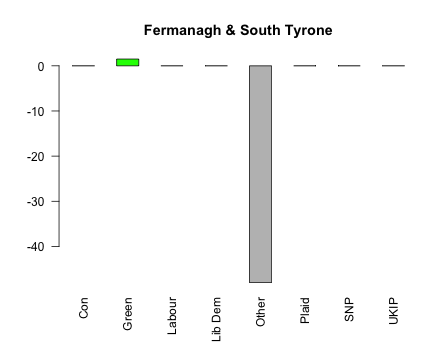 Fermanagh & South Tyrone
0
-10
-20
-30
-40
Con
Green
Labour
Lib Dem
Other
Plaid
SNP
UKIP